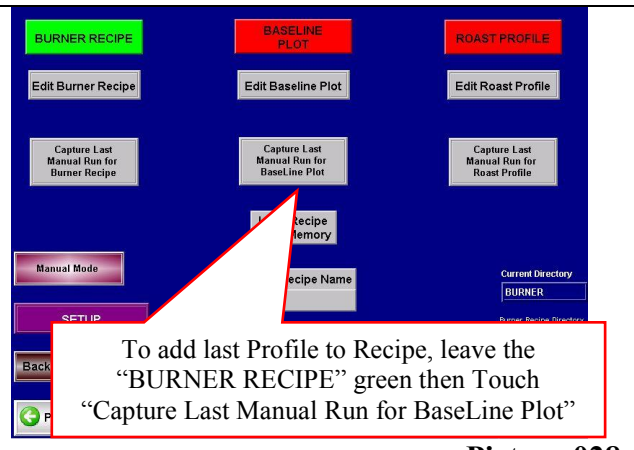 BURNER RECIPE
BASELINE
PLOT
ROAST PROFILE
Edit Burner Recipe
Edit Baseline Plot
Edit Roast Profile
Capture Last
Manual Run for
Burner Recipe
Capture Last
Manual Run for
BaseLine Plot
Capture Last
Manual Run for
Roast Profile
Recipe
Manual Mode
Recipe Name
Current Directory
BURNER
SETUP
Burner Recipe Directory
Back
To add last Profile to Recipe, leave the
“BURNER RECIPE” green then Touch
“Capture Last Manual Run for BaseLine Plot”
P